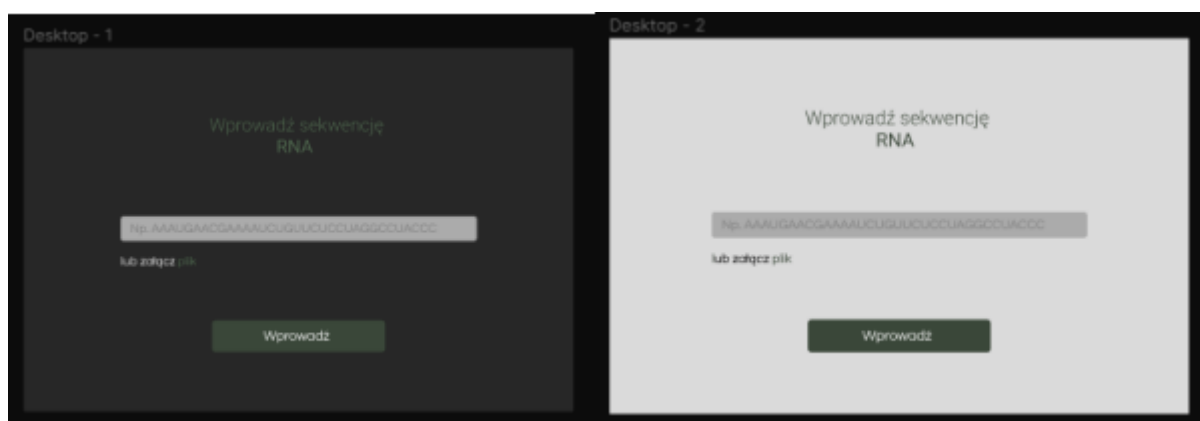 Desktop - 1
Wprowadź sekwencję
RNA
Np. AAAUGAACGAAAAUCUGUUCUCCUAGGCCUACCC
lub załącz plik
Wprowadź
Desktop - 2
Wprowadź sekwencję
RNA
Np. AAAUGAACGAAAAUCUGUUCUCCUAGGCCUACCC
lub załącz plik
Wprowadź